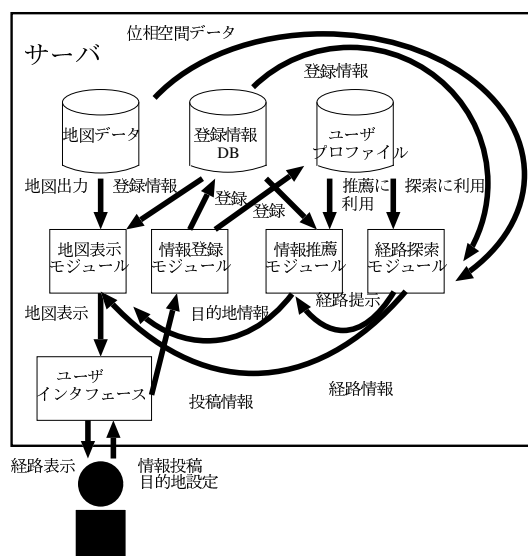 位相空間データ
サーバ
登録情報
地図データ
登録情報
DB
ユーザ
プロファイル
地図出力
登録情報
登録
登録
推薦に
利用
探索に利用
地図表示
モジュール
情報登録
モジュール
情報推薦
モジュール
経路探索
モジュール
地図表示
目的地情報
経路提示
ユーザ
インタフェース
投稿情報
経路情報
経路表示
情報投稿
目的地設定